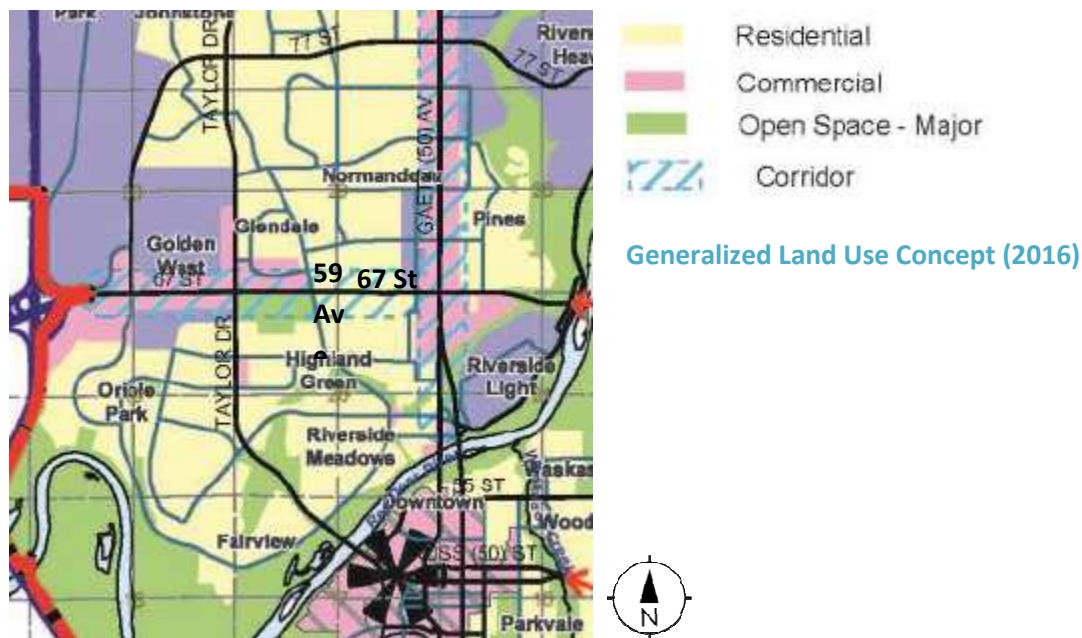 Park
Johnstone
TAYLOR DR
77 ST
Rivers
Heav
77 ST
GAETZ (50) AV
Normandeau
Glendale
Pines
Golden
West
67 ST
59
Av
e
67 St
TAYLOR DR
Highland
Green
Riverside
Light
Oriole
Park
Riverside
Meadows
55 ST
Downtown
Waskas
Wood
Fairview
OSS (50) ST
Parkvale
Residential
Commercial
Open Space - Major
Corridor
Generalized Land Use Concept (2016)
N